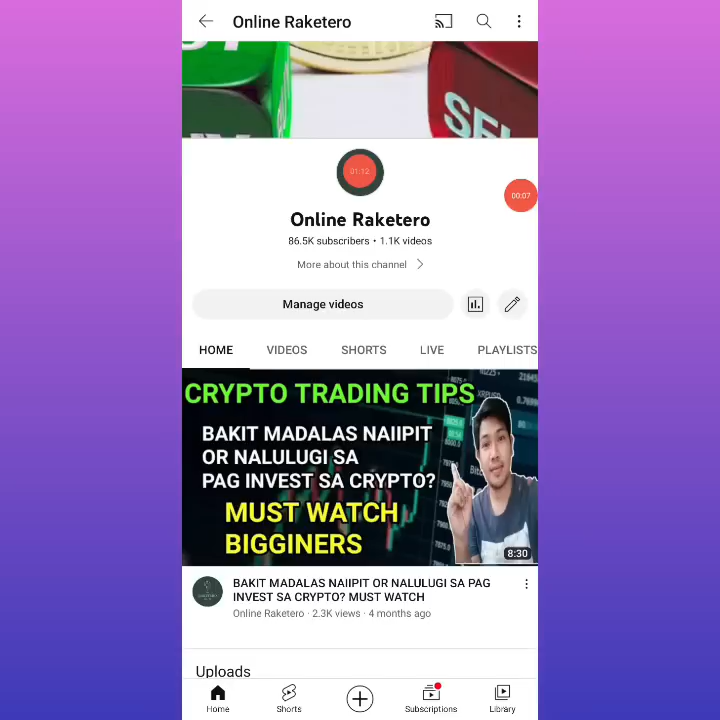 Online Raketero
SEL
01:12
00:07
Online Raketero
86.5K subscribers • 1.1K videos
More about this channel
Manage videos
HOME VIDEOS SHORTS LIVE PLAYLISTS
CRYPTO TRADING TIPS
BAKIT MADALAS NAIIPIT
OR NALULUGI SA
PAG INVEST SA CRYPTO?
MUST WATCH
BIGGINERS
8:30
BAKIT MADALAS NAIIPIT OR NALULUGI SA PAG
INVEST SA CRYPTO? MUST WATCH
Online Raketero · 2.3K views · 4 months ago
Uploads
Home Shorts Subscriptions Library